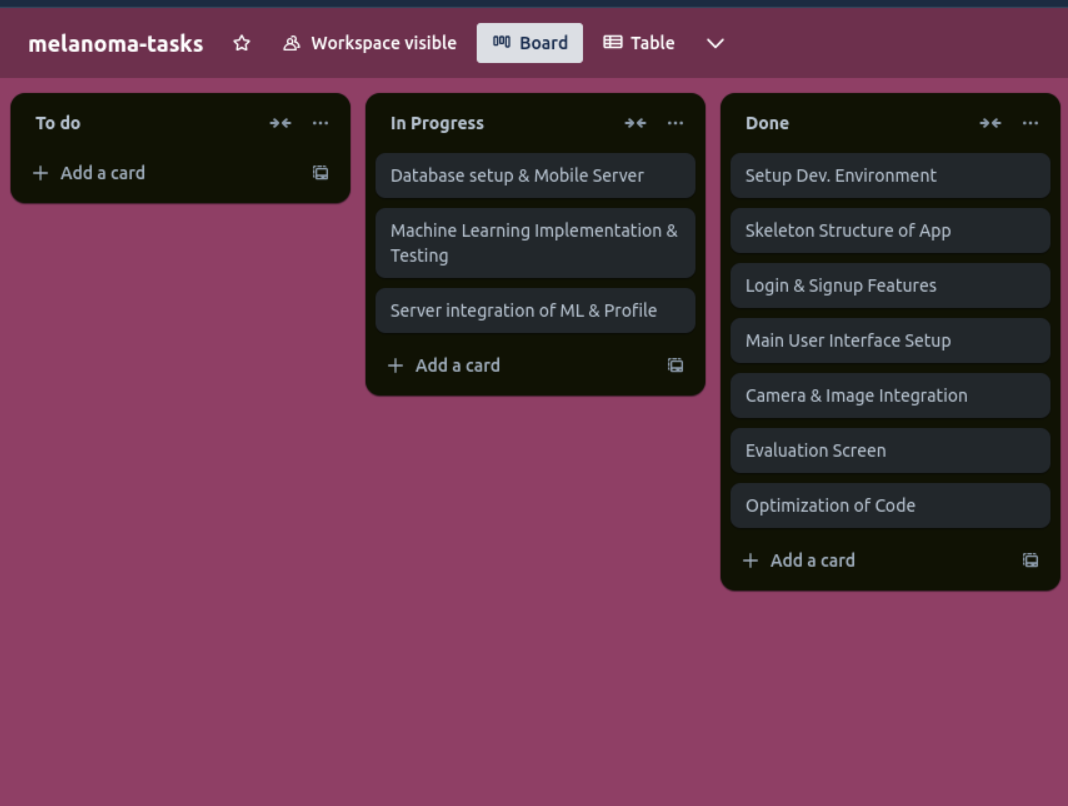 melanoma-tasks Workspace visible Board Table
To do
Add a card
In Progress
Database setup & Mobile Server
Machine Learning Implementation &
Testing
Server integration of ML & Profile
Add a card
Done
Setup Dev. Environment
Skeleton Structure of App
Login & Signup Features
Main User Interface Setup
Camera & Image Integration
Evaluation Screen
Optimization of Code
Add a card